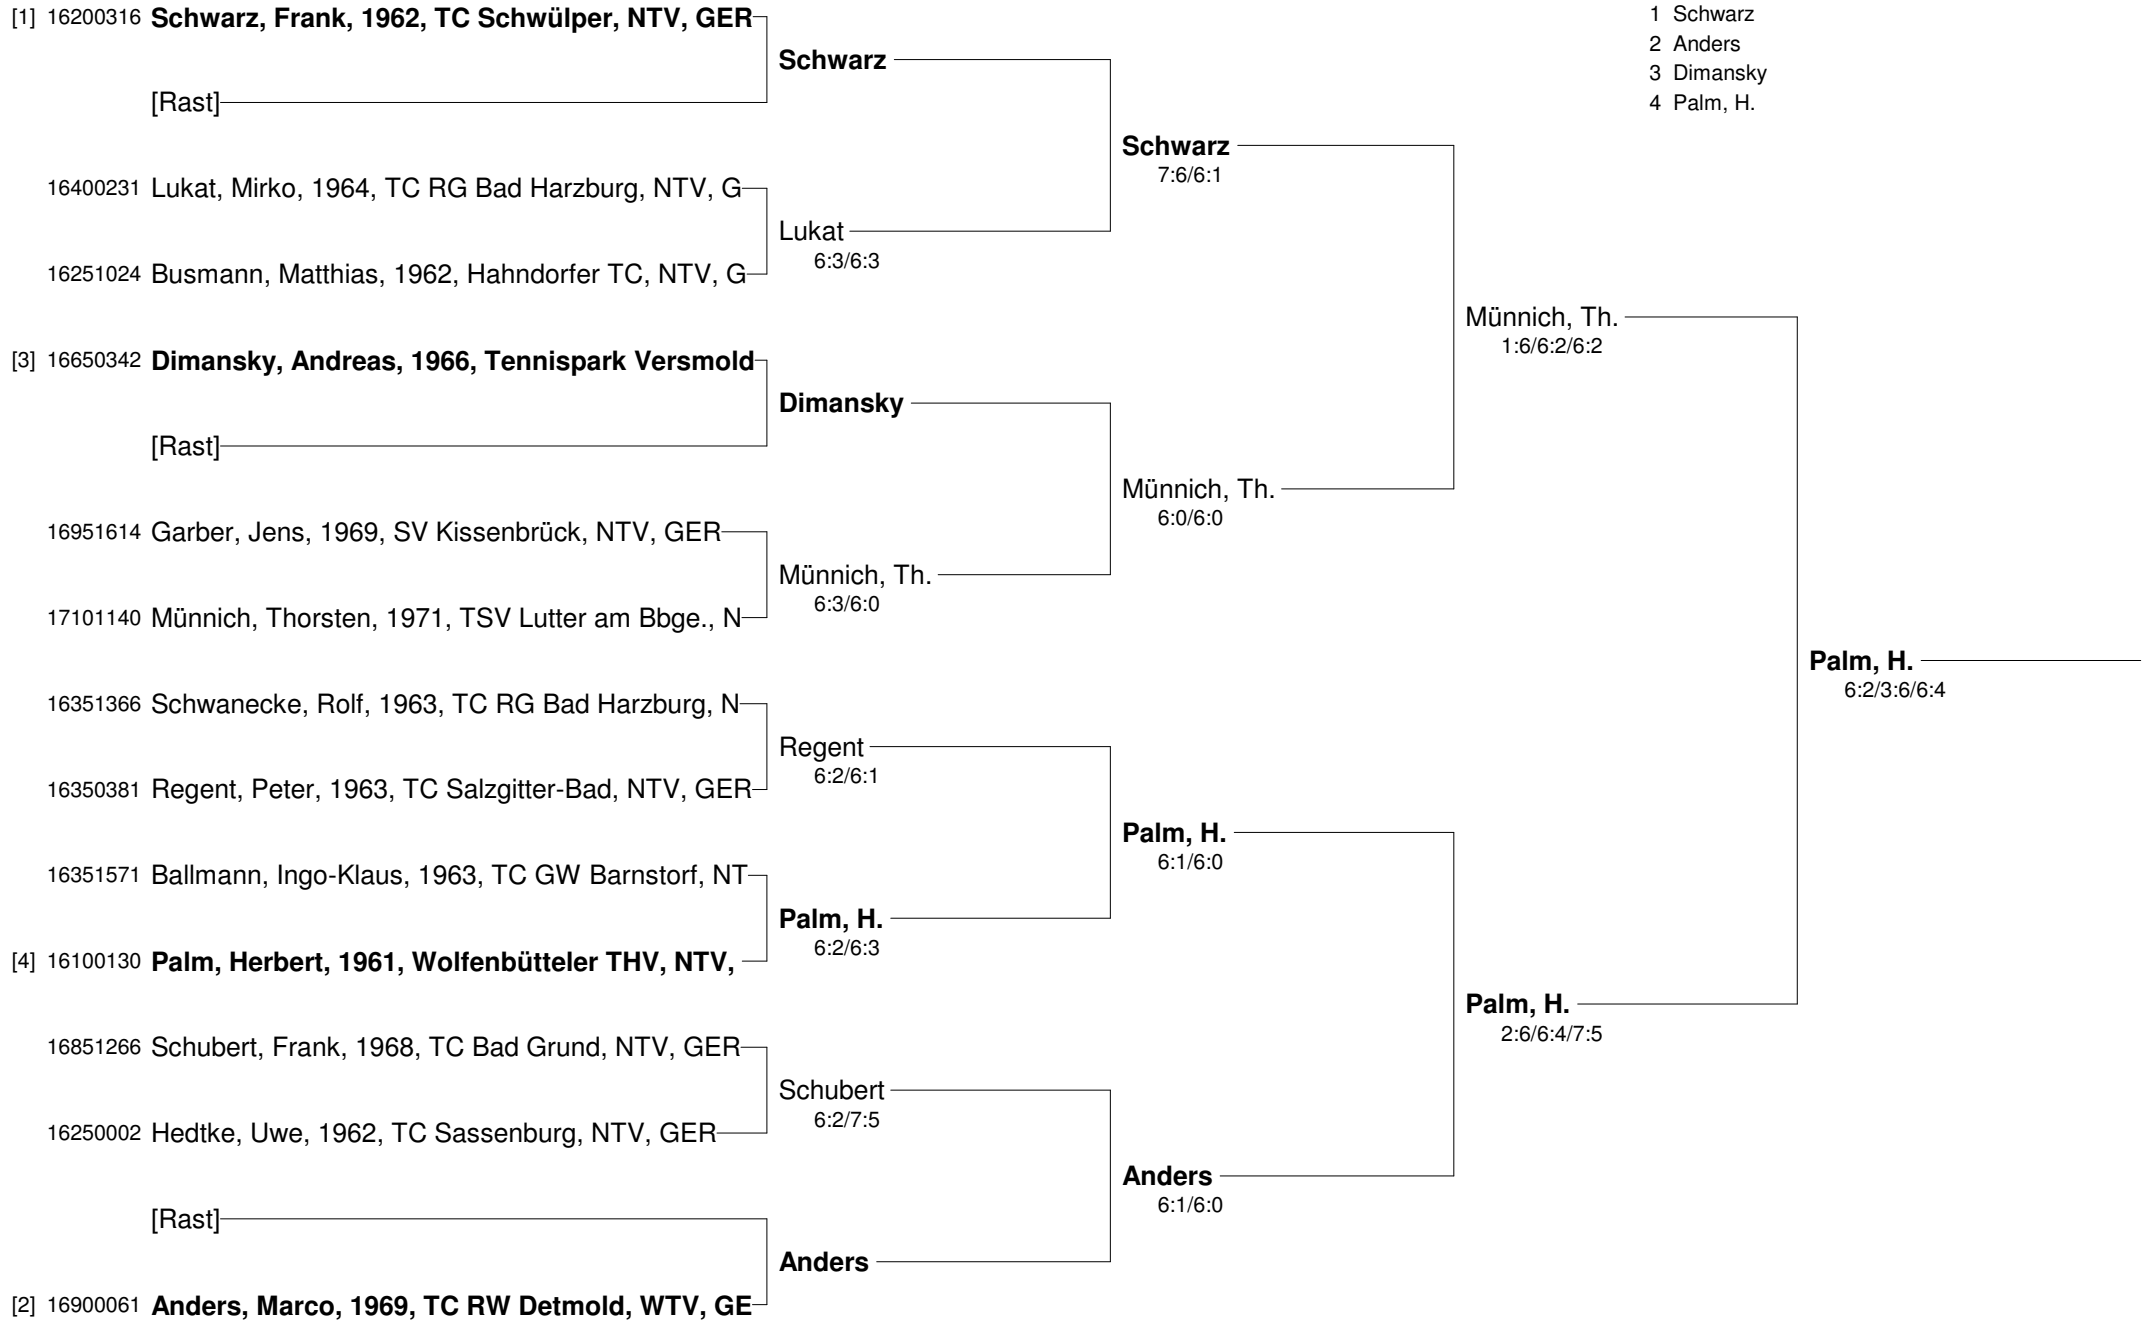 [1] 16200316 Schwarz, Frank, 1962, TC Schwülper, NTV, GER
[Rast]
16400231 Lukat, Mirko, 1964, TC RG Bad Harzburg, NTV, G
16251024 Busmann, Matthias, 1962, Hahndorfer TC, NTV, G
[3] 16650342 Dimansky, Andreas, 1966, Tennispark Versmold
[Rast]
16951614 Garber, Jens, 1969, SV Kissenbrück, NTV, GER
17101140 Münnich, Thorsten, 1971, TSV Lutter am Bbge., N
16351366 Schwanecke, Rolf, 1963, TC RG Bad Harzburg, N
16350381 Regent, Peter, 1963, TC Salzgitter-Bad, NTV, GER
16351571 Ballmann, Ingo-Klaus, 1963, TC GW Barnstorf, NT
[4] 16100130 Palm, Herbert, 1961, Wolfenbütteler THV, NTV,
16851266 Schubert, Frank, 1968, TC Bad Grund, NTV, GER
16250002 Hedtke, Uwe, 1962, TC Sassenburg, NTV, GER
[Rast]
[2] 16900061 Anders, Marco, 1969, TC RW Detmold, WTV, GE
Schwarz
Lukat
6:3/6:3
Dimansky
Münnich, Th.
6:3/6:0
Regent
6:2/6:1
Palm, H.
6:2/6:3
Schubert
6:2/7:5
Anders
Schwarz
7:6/6:1
Münnich, Th.
6:0/6:0
Palm, H.
6:1/6:0
Anders
6:1/6:0
Münnich, Th.
1:6/6:2/6:2
Palm, H.
2:6/6:4/7:5
Palm, H.
6:2/3:6/6:4
1 Schwarz
2 Anders
3 Dimansky
4 Palm, H.